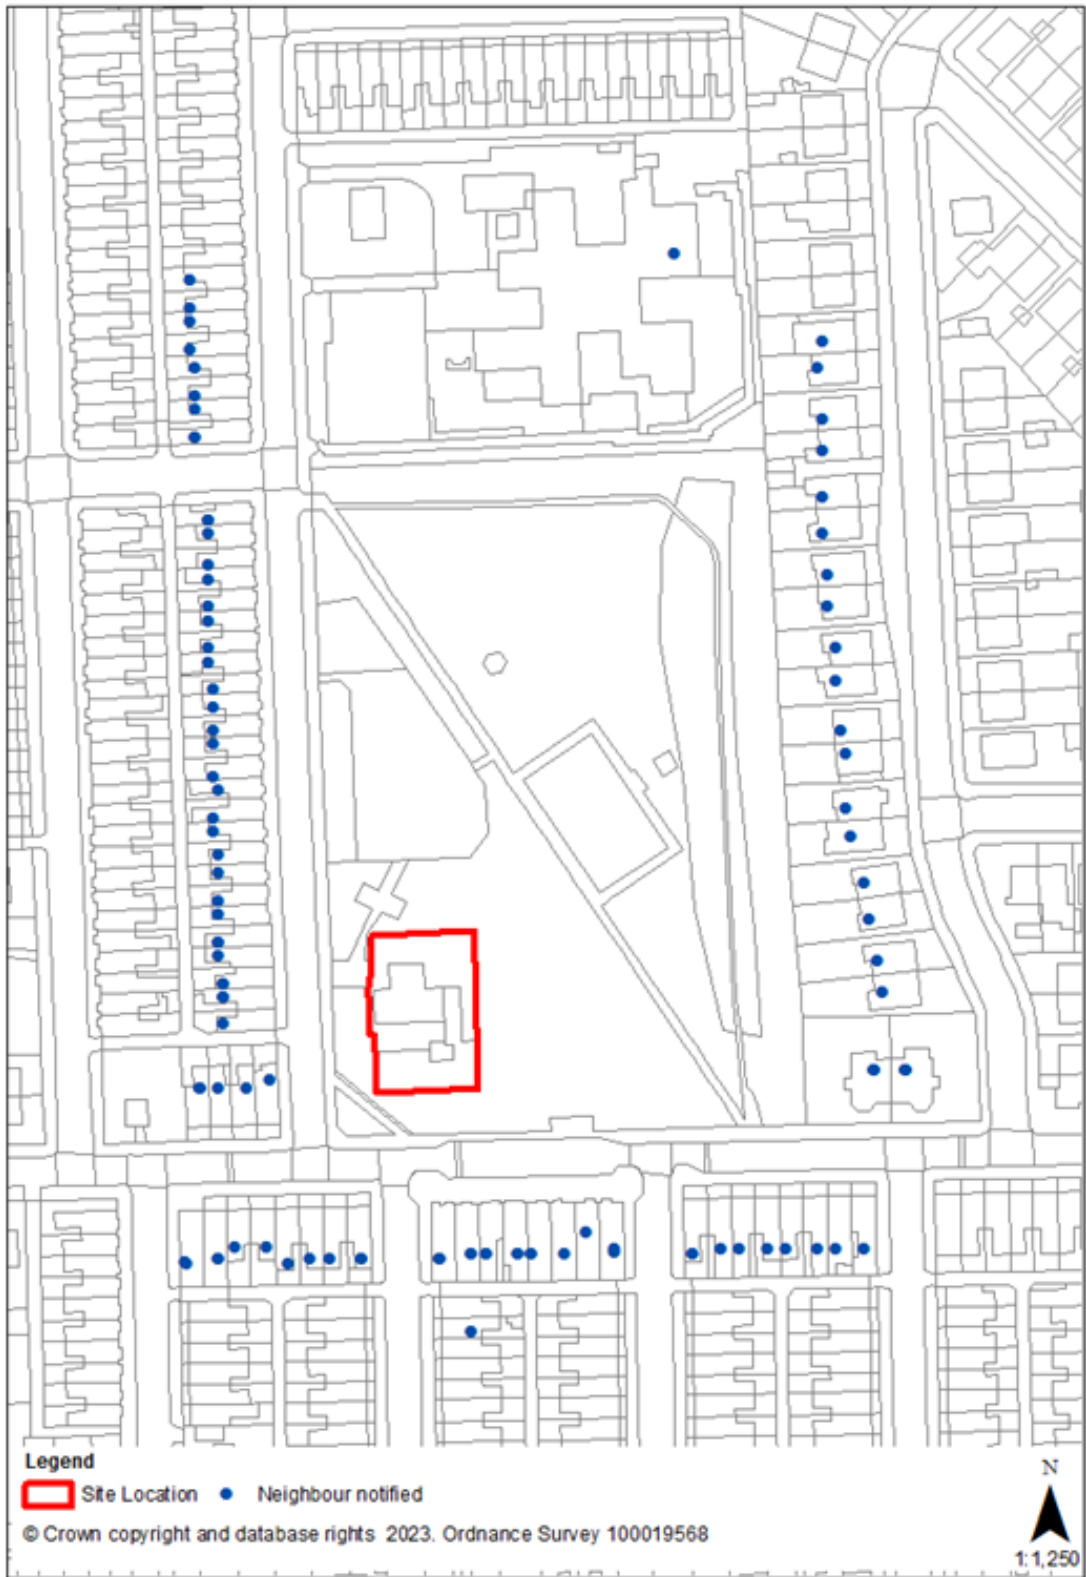 Legend
Site Location
Neighbour notified
© Crown copyright and database rights 2023. Ordnance Survey 100019568
N
1:1,250